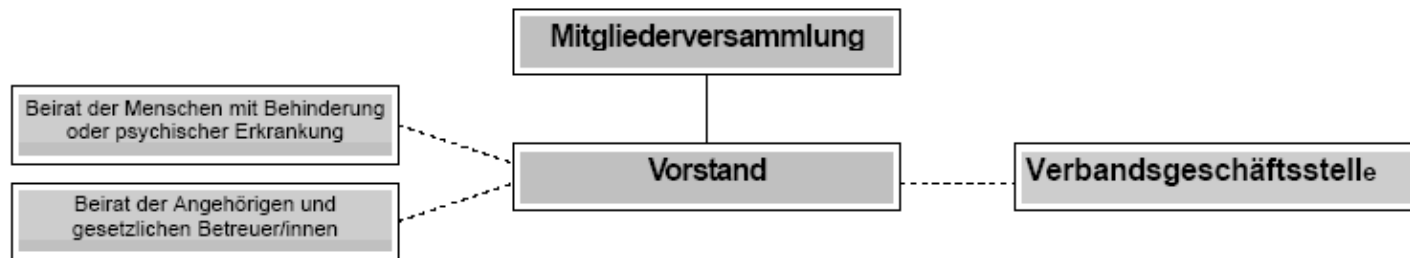 Mitgliederversammlung
Beirat der Menschen mit Behinderung
oder psychischer Erkrankung
Vorstand
Verbandsgeschäftsstelle
Beirat der Angehörigen und
gesetzlichen Betreuer/innen